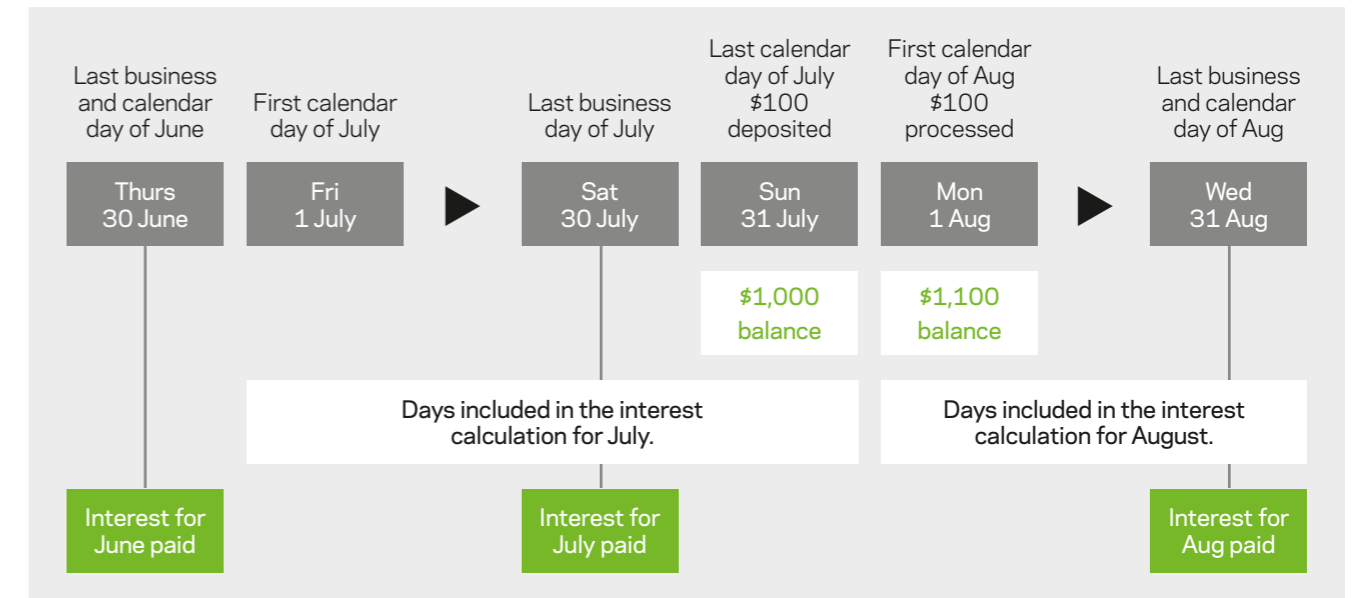 Last business
and calendar
day of June
First calendar
day of July
Last business
day of July
Last calendar
day of July
$100
deposited
First calendar
day of Aug
$100
processed
Last business
and calendar
day of Aug
Thurs
30 June
Fri
1 July
Sat
30 July
Sun
31 July
Mon
1 Aug
Wed
31 Aug
$1,000
balance
$1,100
balance
Days included in the interest
calculation for July.
Days included in the interest
calculation for August.
Interest for
June paid
Interest for
July paid
Interest for
Aug paid